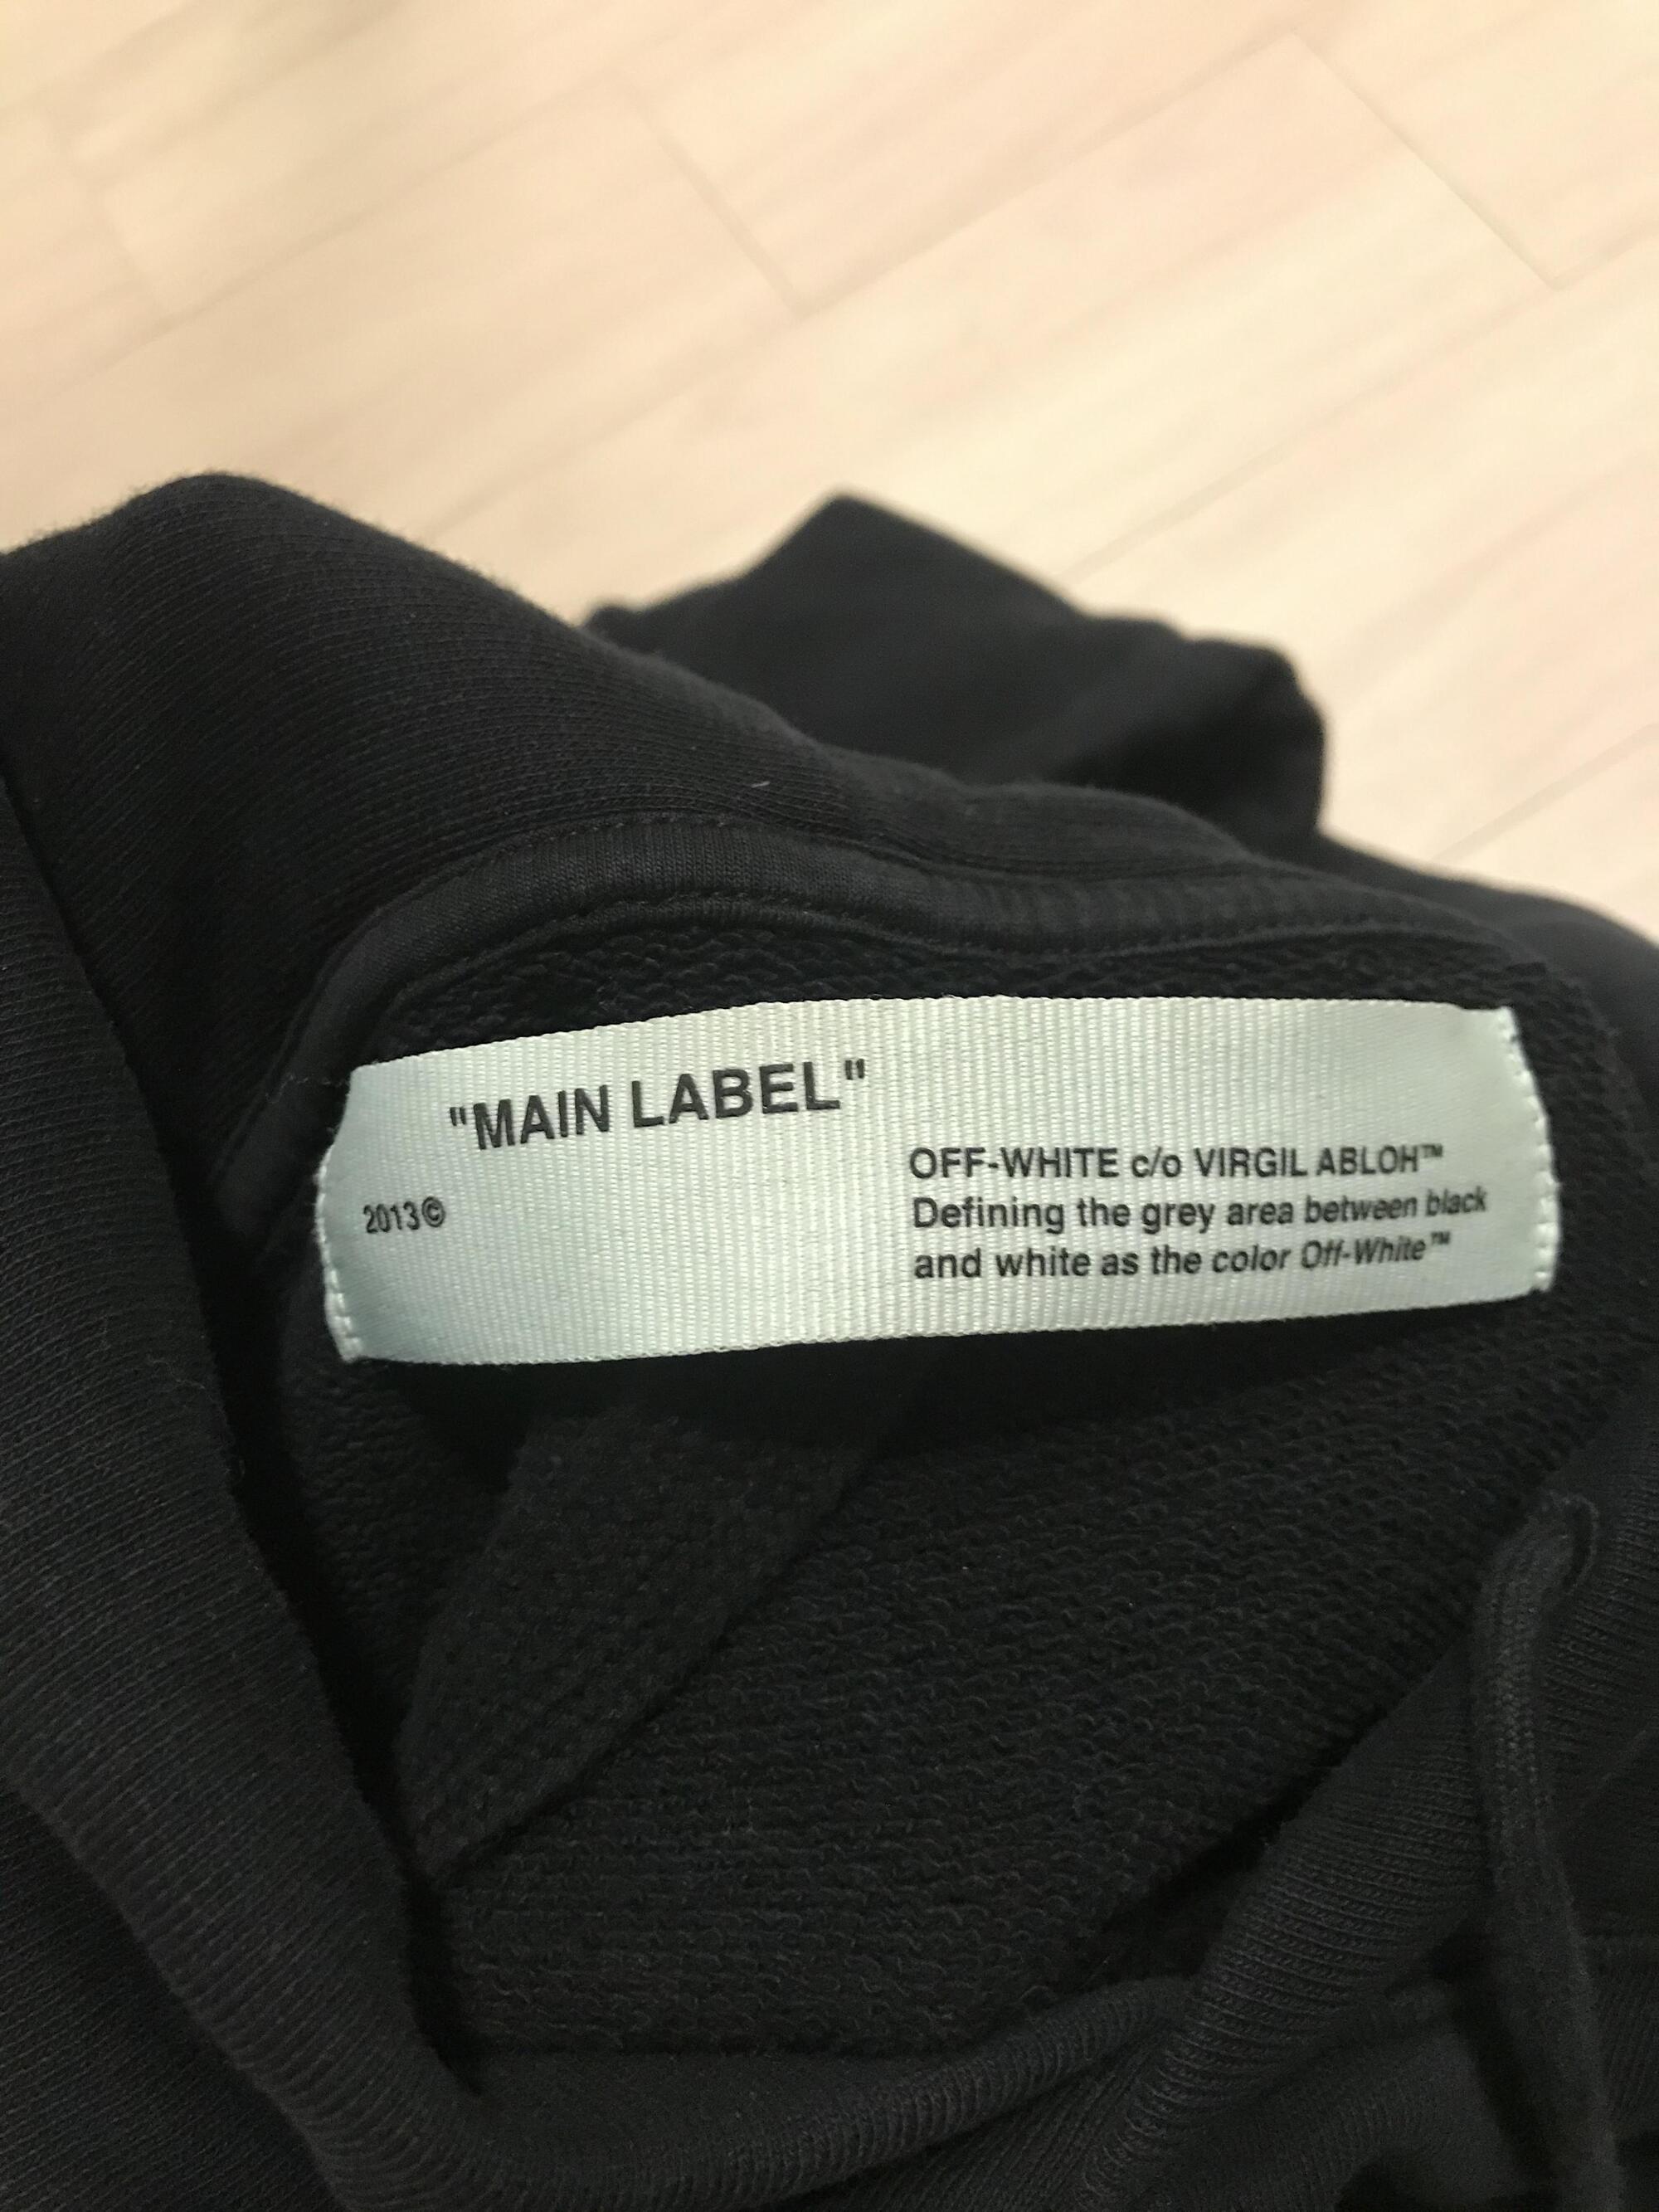 "MAIN LABEL"
2013©
OFF-WHITE c/o VIRGIL ABLOH™
Defining the grey area between black
and white as the color Off-White™